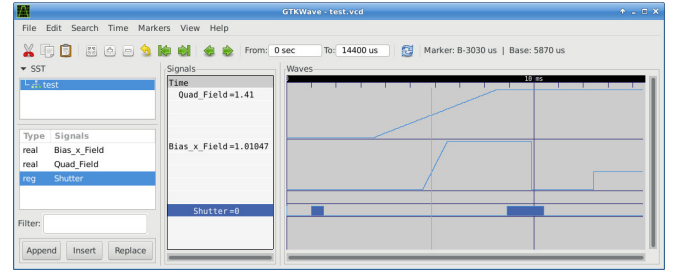 GTKWave - test.vcd
File Edit Search Time Markers View Help
From: 0 sec To: 14400 us Marker: B-3030 us | Base: 5870 us
SST
test
Type Signals
real Bias_x_Field
real Quad_Field
reg Shutter
Filter:
Append Insert Replace
Signals
Time
Quad_Field=1.41
Bias_x_Field=1.01047
Shutter=0
Waves
10 ms